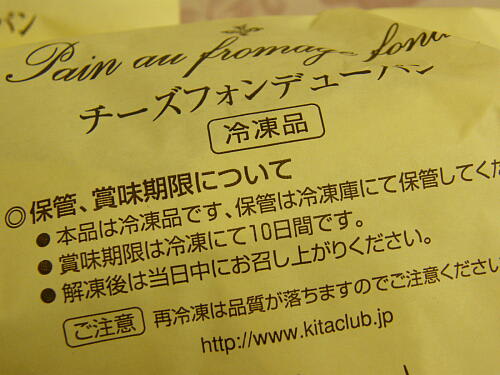 パン
Pain au fromage fondu
チーズフォンデューパン
冷凍品
◎保管、賞味期限について
●本品は冷凍品です、保管は冷凍庫にて保管してくだ
●賞味期限は冷凍にて10日間です。
●解凍後は当日中にお召し上がりください。
ご注意 再冷凍は品質が落ちますのでご注意ください
http://www.kitaclub.jp